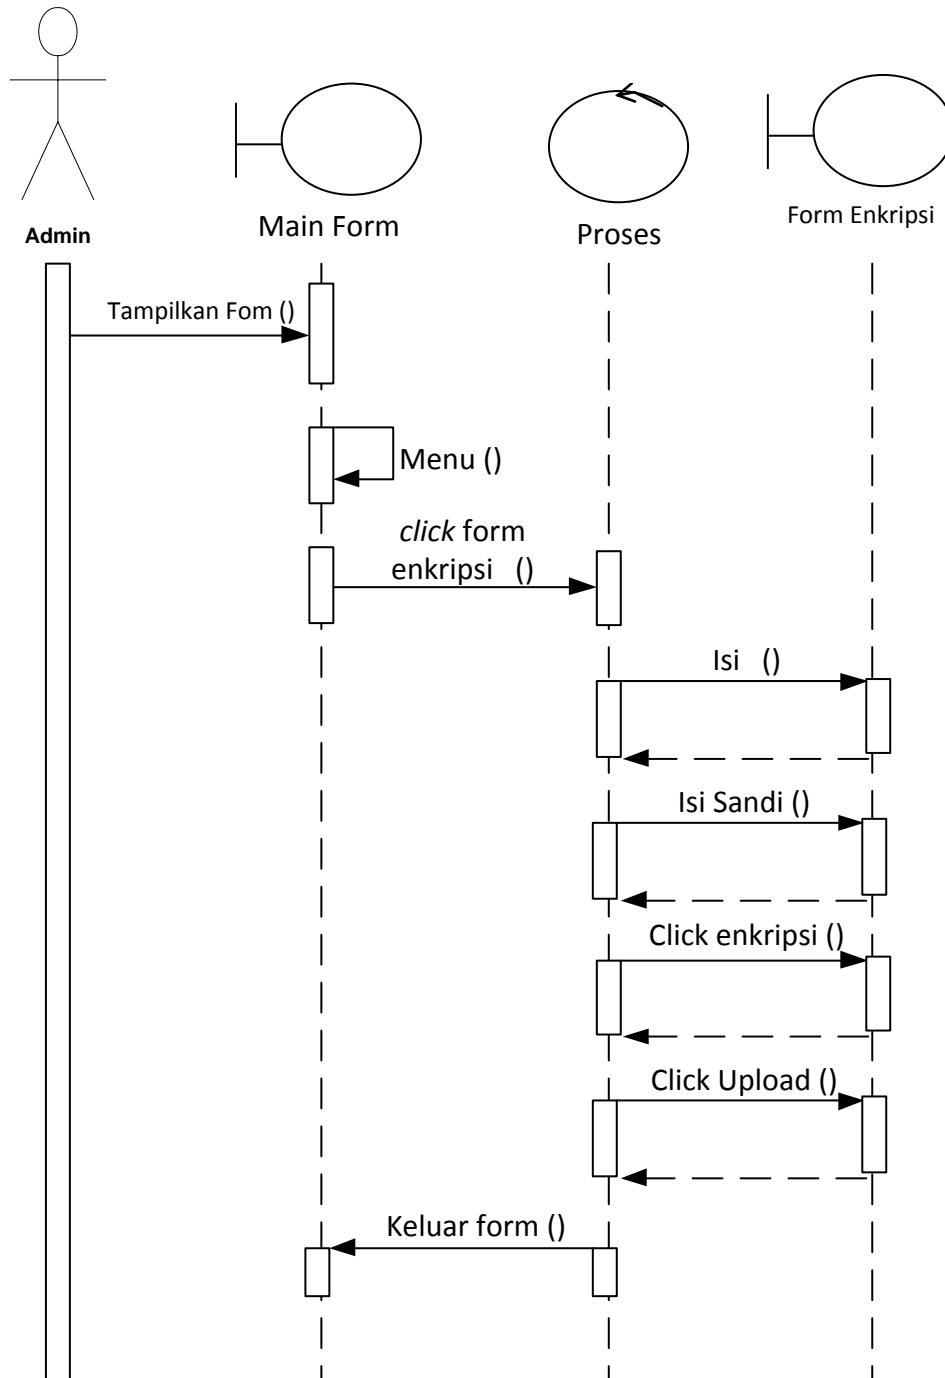 Admin
Main Form
Proses
Form Enkripsi
Tampilkan Fom ()
Menu ()
click form
enkripsi ()
Isi ()
Isi Sandi ()
Click enkripsi ()
Click Upload ()
Keluar form ()